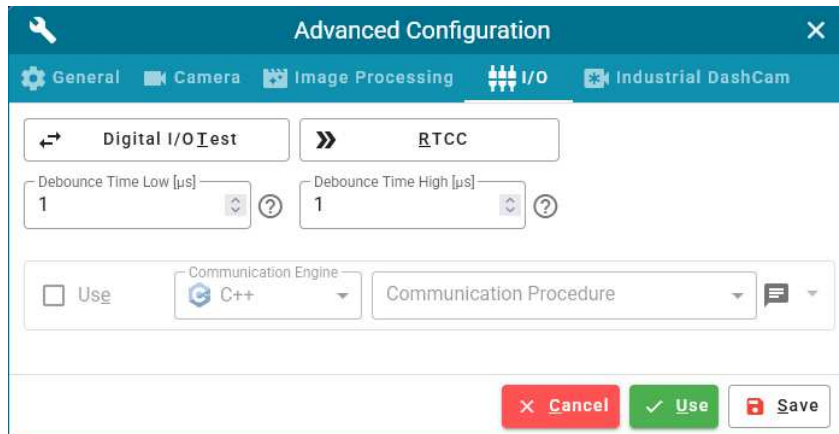 Advanced Configuration
General Camera Image Processing I/O Industrial DashCam
Digital I/O Test RTCC
Debounce Time Low [µs] Debounce Time High [µs]
1 1
Communication Engine
Use C++ Communication Procedure
Cancel Use Save